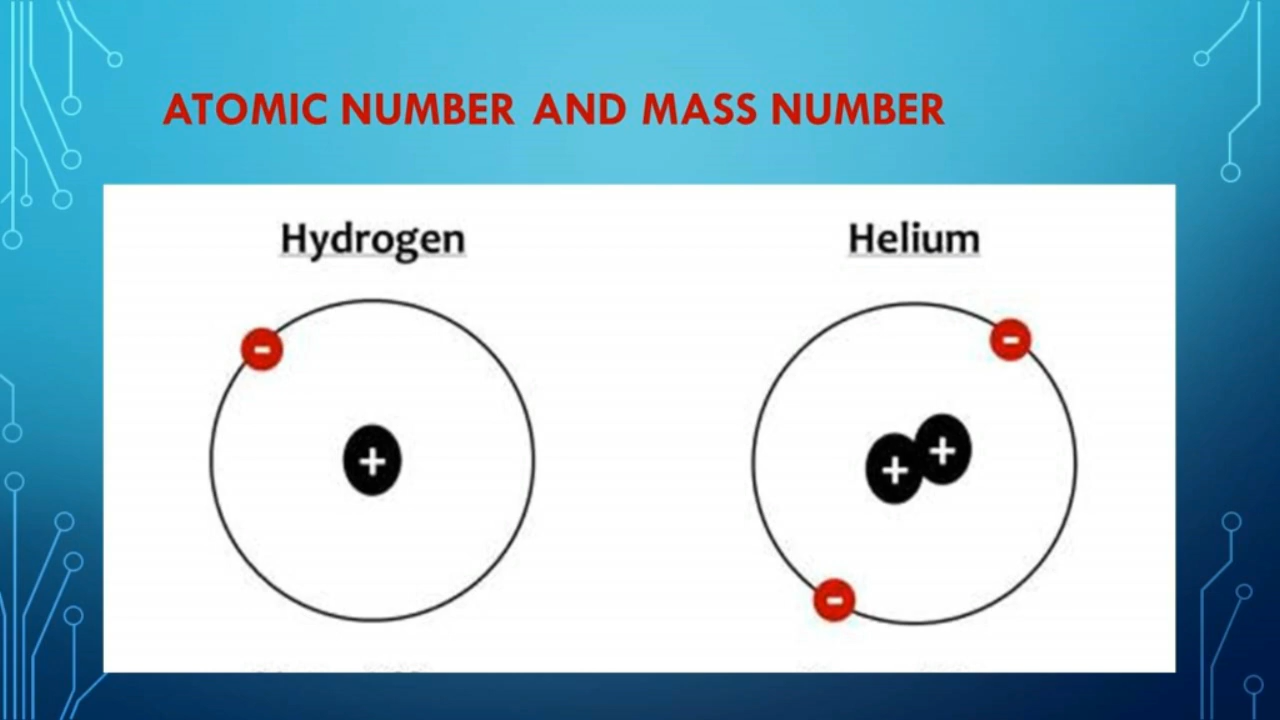 ATOMIC NUMBER AND MASS NUMBER
Hydrogen
Helium
-
-
+
+
+
-